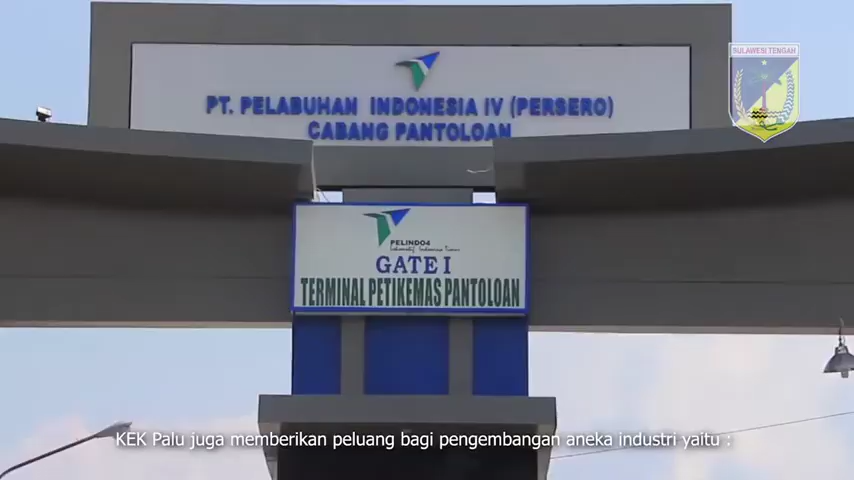 SULAWESI TENGAH
PT. PELABUHAN INDONESIA IV (PERSERO)
CABANG PANTOLOAN
PELINDO4
GATE I
TERMINAL PETIKEMAS PANTOLOAN
KEK Palu juga memberikan peluang bagi pengembangan aneka industri yaitu :